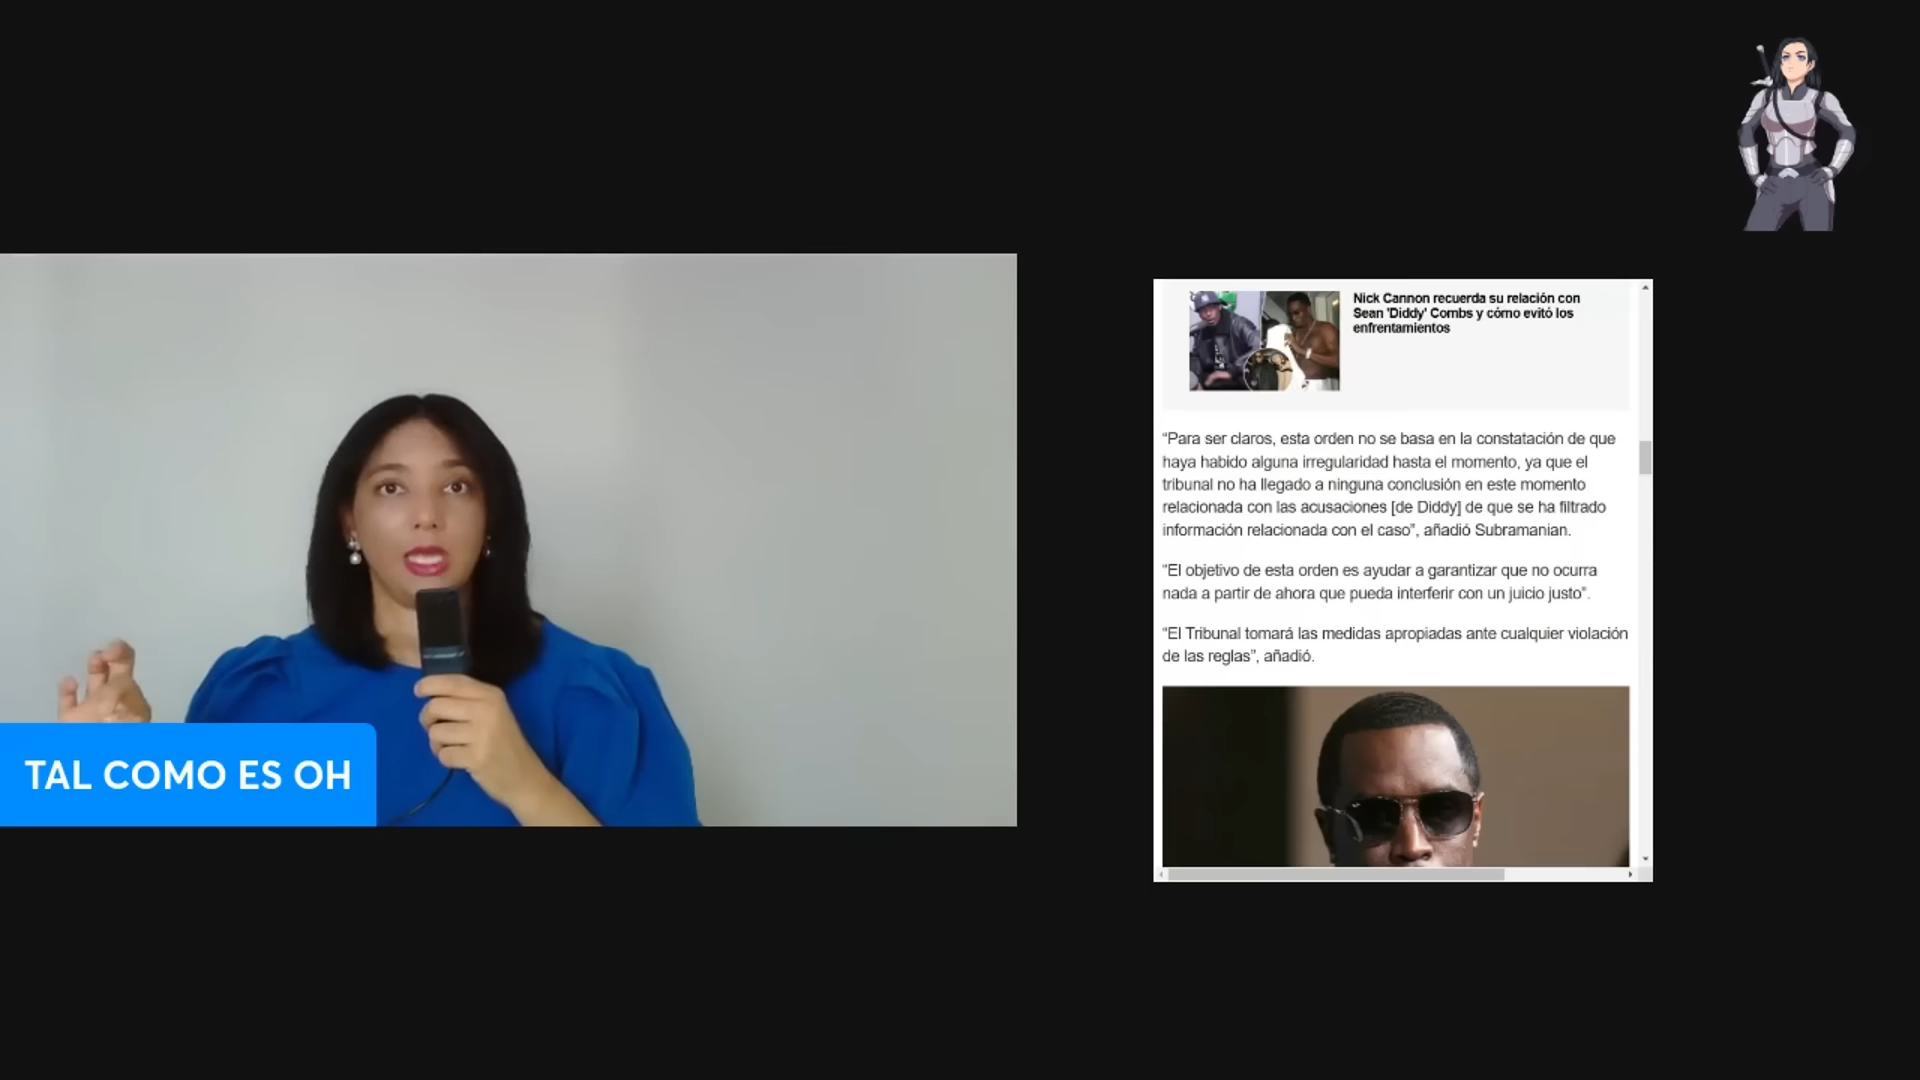 TAL COMO ES OH
Nick Cannon recuerda su relación con
Sean 'Diddy' Combs y cómo evitó los
enfrentamientos
“Para ser claros, esta orden no se basa en la constatación de que
haya habido alguna irregularidad hasta el momento, ya que el
tribunal no ha llegado a ninguna conclusión en este momento
relacionada con las acusaciones [de Diddy] de que se ha filtrado
información relacionada con el caso”, añadió Subramanian.
“El objetivo de esta orden es ayudar a garantizar que no ocurra
nada a partir de ahora que pueda interferir con un juicio justo”.
“El Tribunal tomará las medidas apropiadas ante cualquier violación
de las reglas”, añadió.